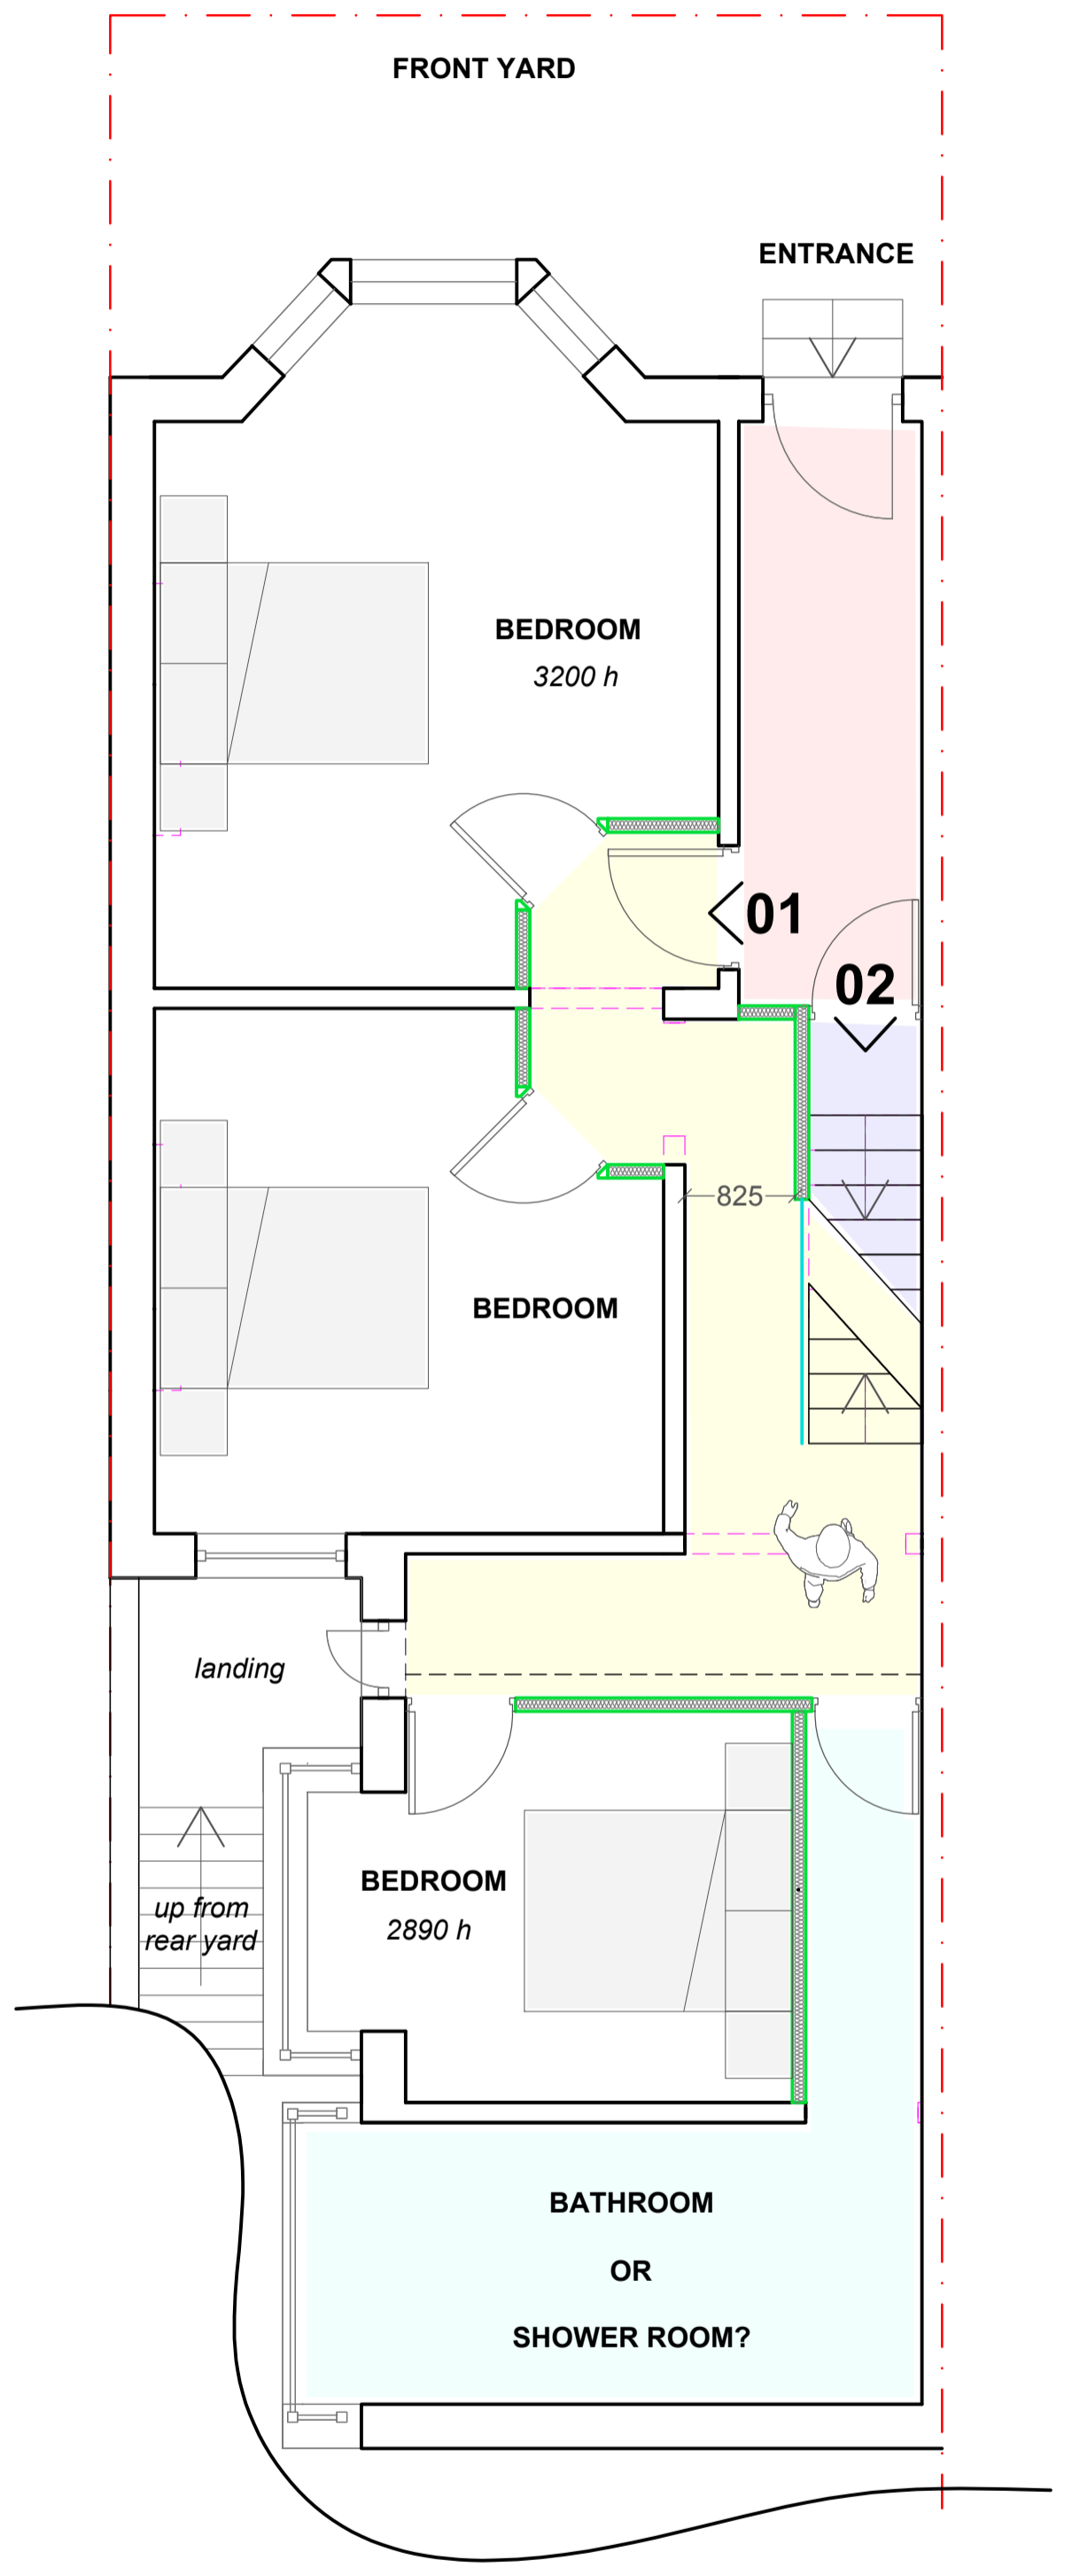 FRONT YARD
ENTRANCE
BEDROOM
3200 h
01
02
825
BEDROOM
landing
BEDROOM
2890 h
up from
rear yard
BATHROOM
OR
SHOWER ROOM?